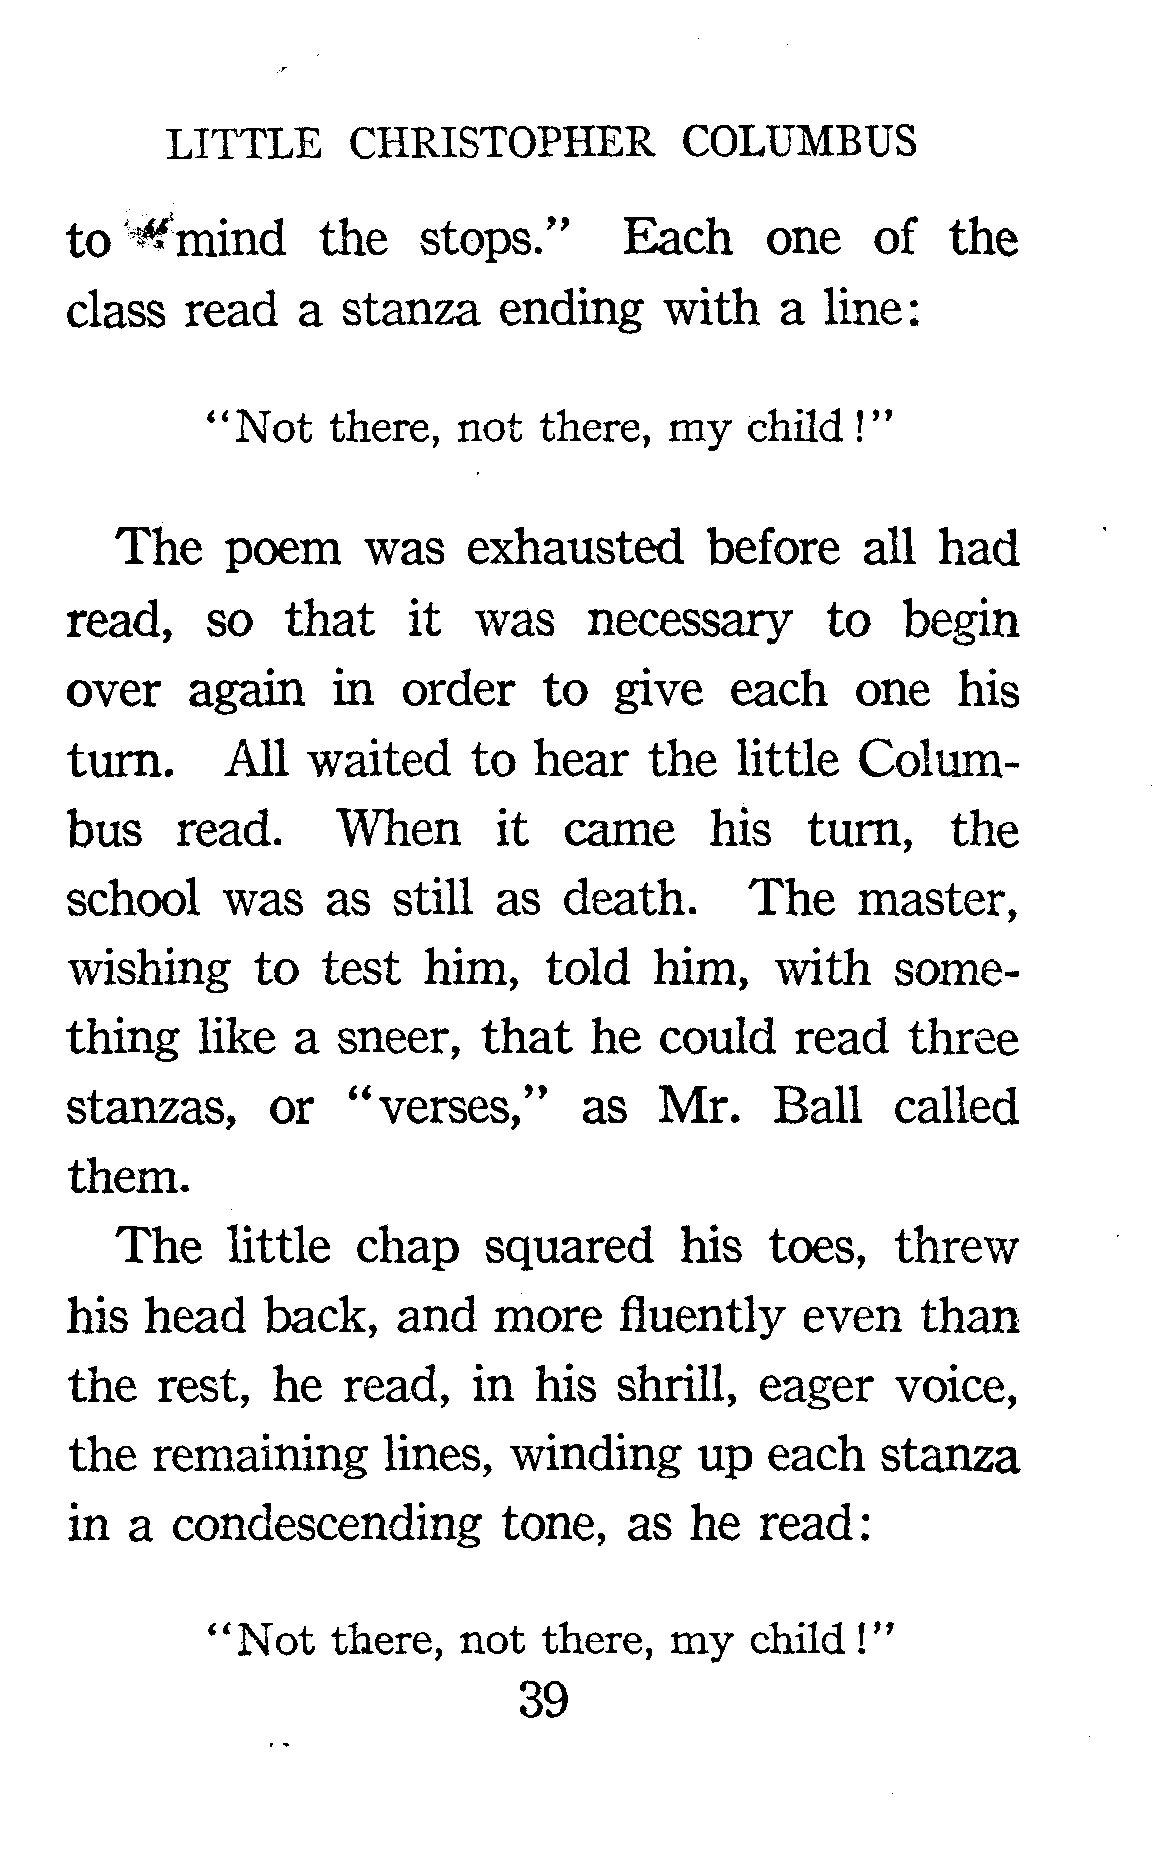 LITTLE CHRISTOPHER COLUMBUS
to “mind the stops.” Each one of the
class read a stanza ending with a line:
“Not there, not there, my child!”
The poem was exhausted before all had
read, so that it was necessary to begin
over again in order to give each one his
turn. All waited to hear the little Colum-
bus read. When it came his turn, the
school was as still as death. The master,
wishing to test him, told him, with some-
thing like a sneer, that he could read three
stanzas, or “verses,” as Mr. Ball called
them.
The little chap squared his toes, threw
his head back, and more fluently even than
the rest, he read, in his shrill, eager voice,
the remaining lines, winding up each stanza
in a condescending tone, as he read:
“Not there, not there, my child!”
39